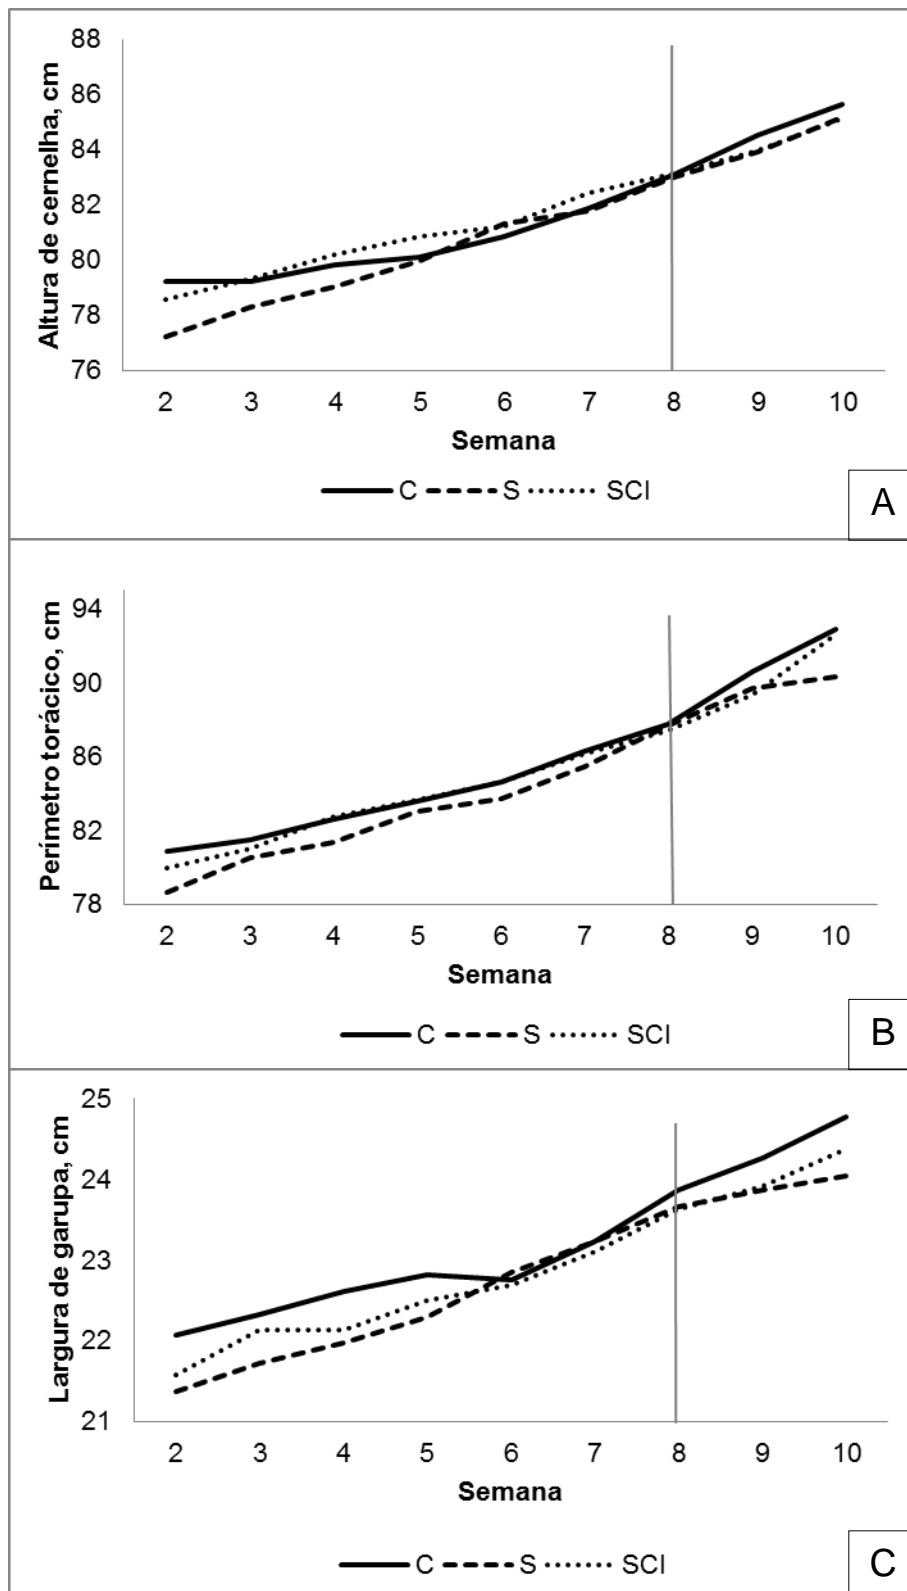 Altura de cernelha, cm
88
86
84
82
80
78
76
2 3 4 5 6 7 8 9 10
Semana
C S SCI
A
Perímetro torácico, cm
94
90
86
82
78
2 3 4 5 6 7 8 9 10
Semana
C S SCI
B
Largura de garupa, cm
25
24
23
22
21
2 3 4 5 6 7 8 9 10
Semana
C S SCI
C